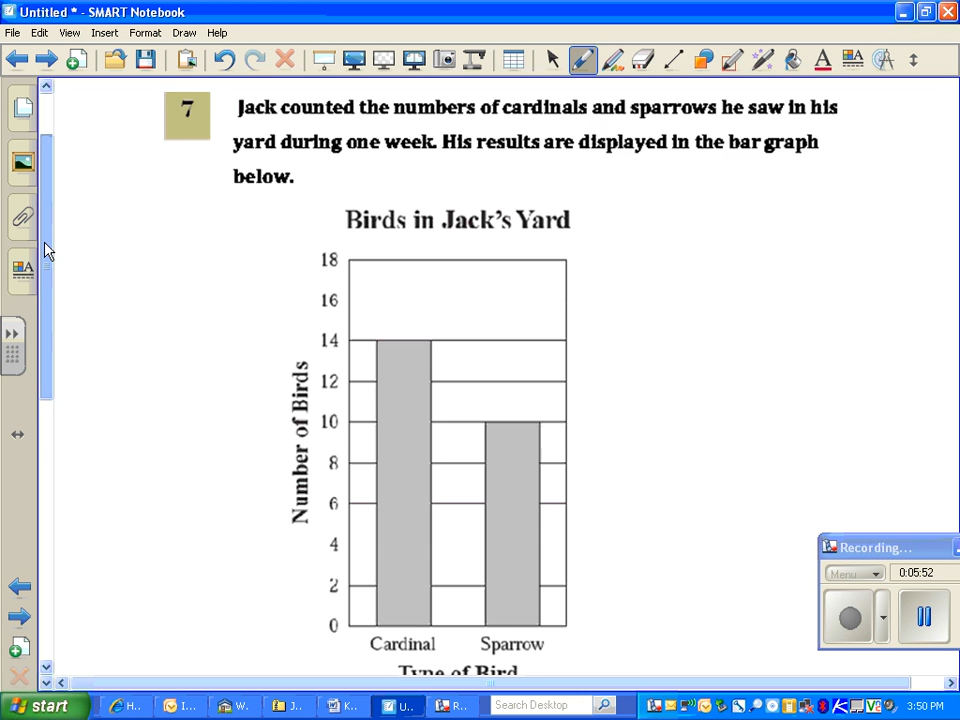 Untitled * - SMART Notebook
File Edit View Insert Format Draw Help
7 Jack counted the numbers of cardinals and sparrows he saw in his
yard during one week. His results are displayed in the bar graph
below.
Birds in Jack's Yard
18
16
14
12
10
8
6
4
2
0
Number of Birds
Cardinal Sparrow
Type of Bird
Recording...
Menu 0:05:52
start H... I... W... J... K... U... R... Search Desktop 3:50 PM